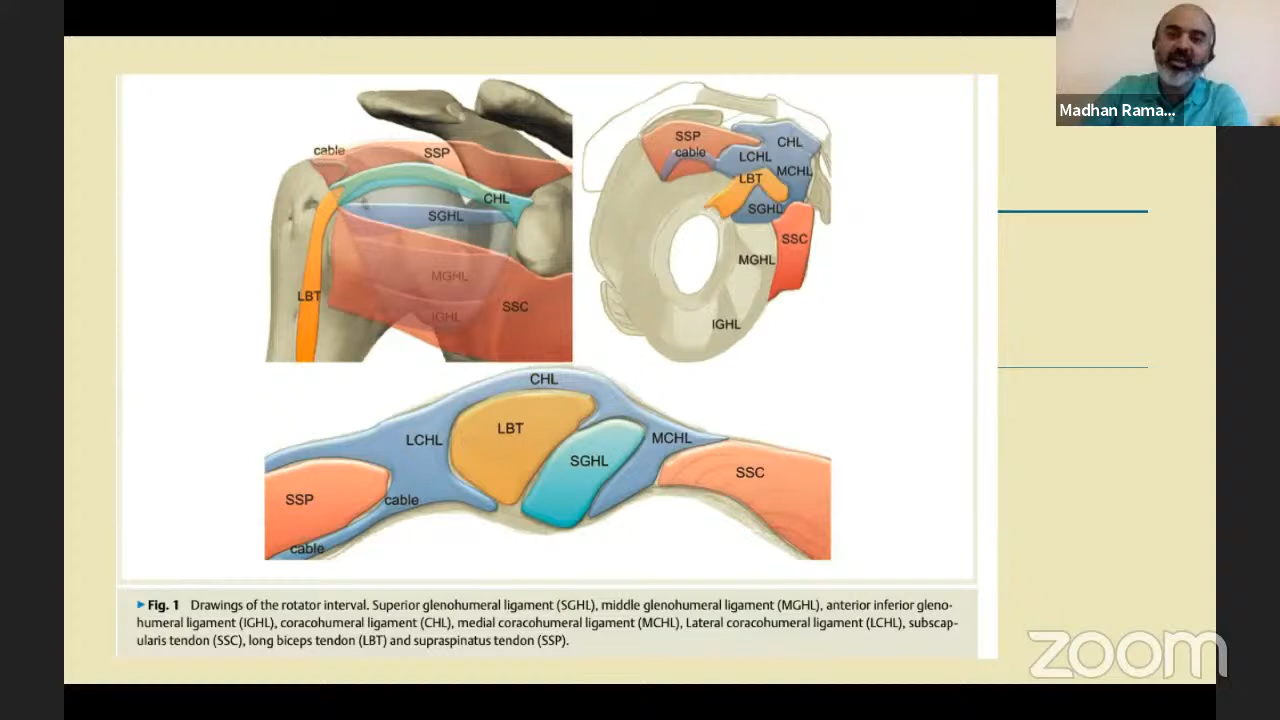 Madhan Rama...
cable
SSP
CHL
SGHL
MGHL
LBT
SSC
IGHL
SSP
cable
CHL
LCHL
MCHL
LBT
SGHL
SSC
MGHL
IGHL
CHL
LBT
LCHL
MCHL
SGHL
SSC
SSP
cable
cable
▶ Fig. 1 Drawings of the rotator interval. Superior glenohumeral ligament (SGHL), middle glenohumeral ligament (MGHL), anterior inferior gleno-
humeral ligament (IGHL), coracohumeral ligament (CHL), medial coracohumeral ligament (MCHL), Lateral coracohumeral ligament (LCHL), subscap-
ularis tendon (SSC), long biceps tendon (LBT) and supraspinatus tendon (SSP).
zoom